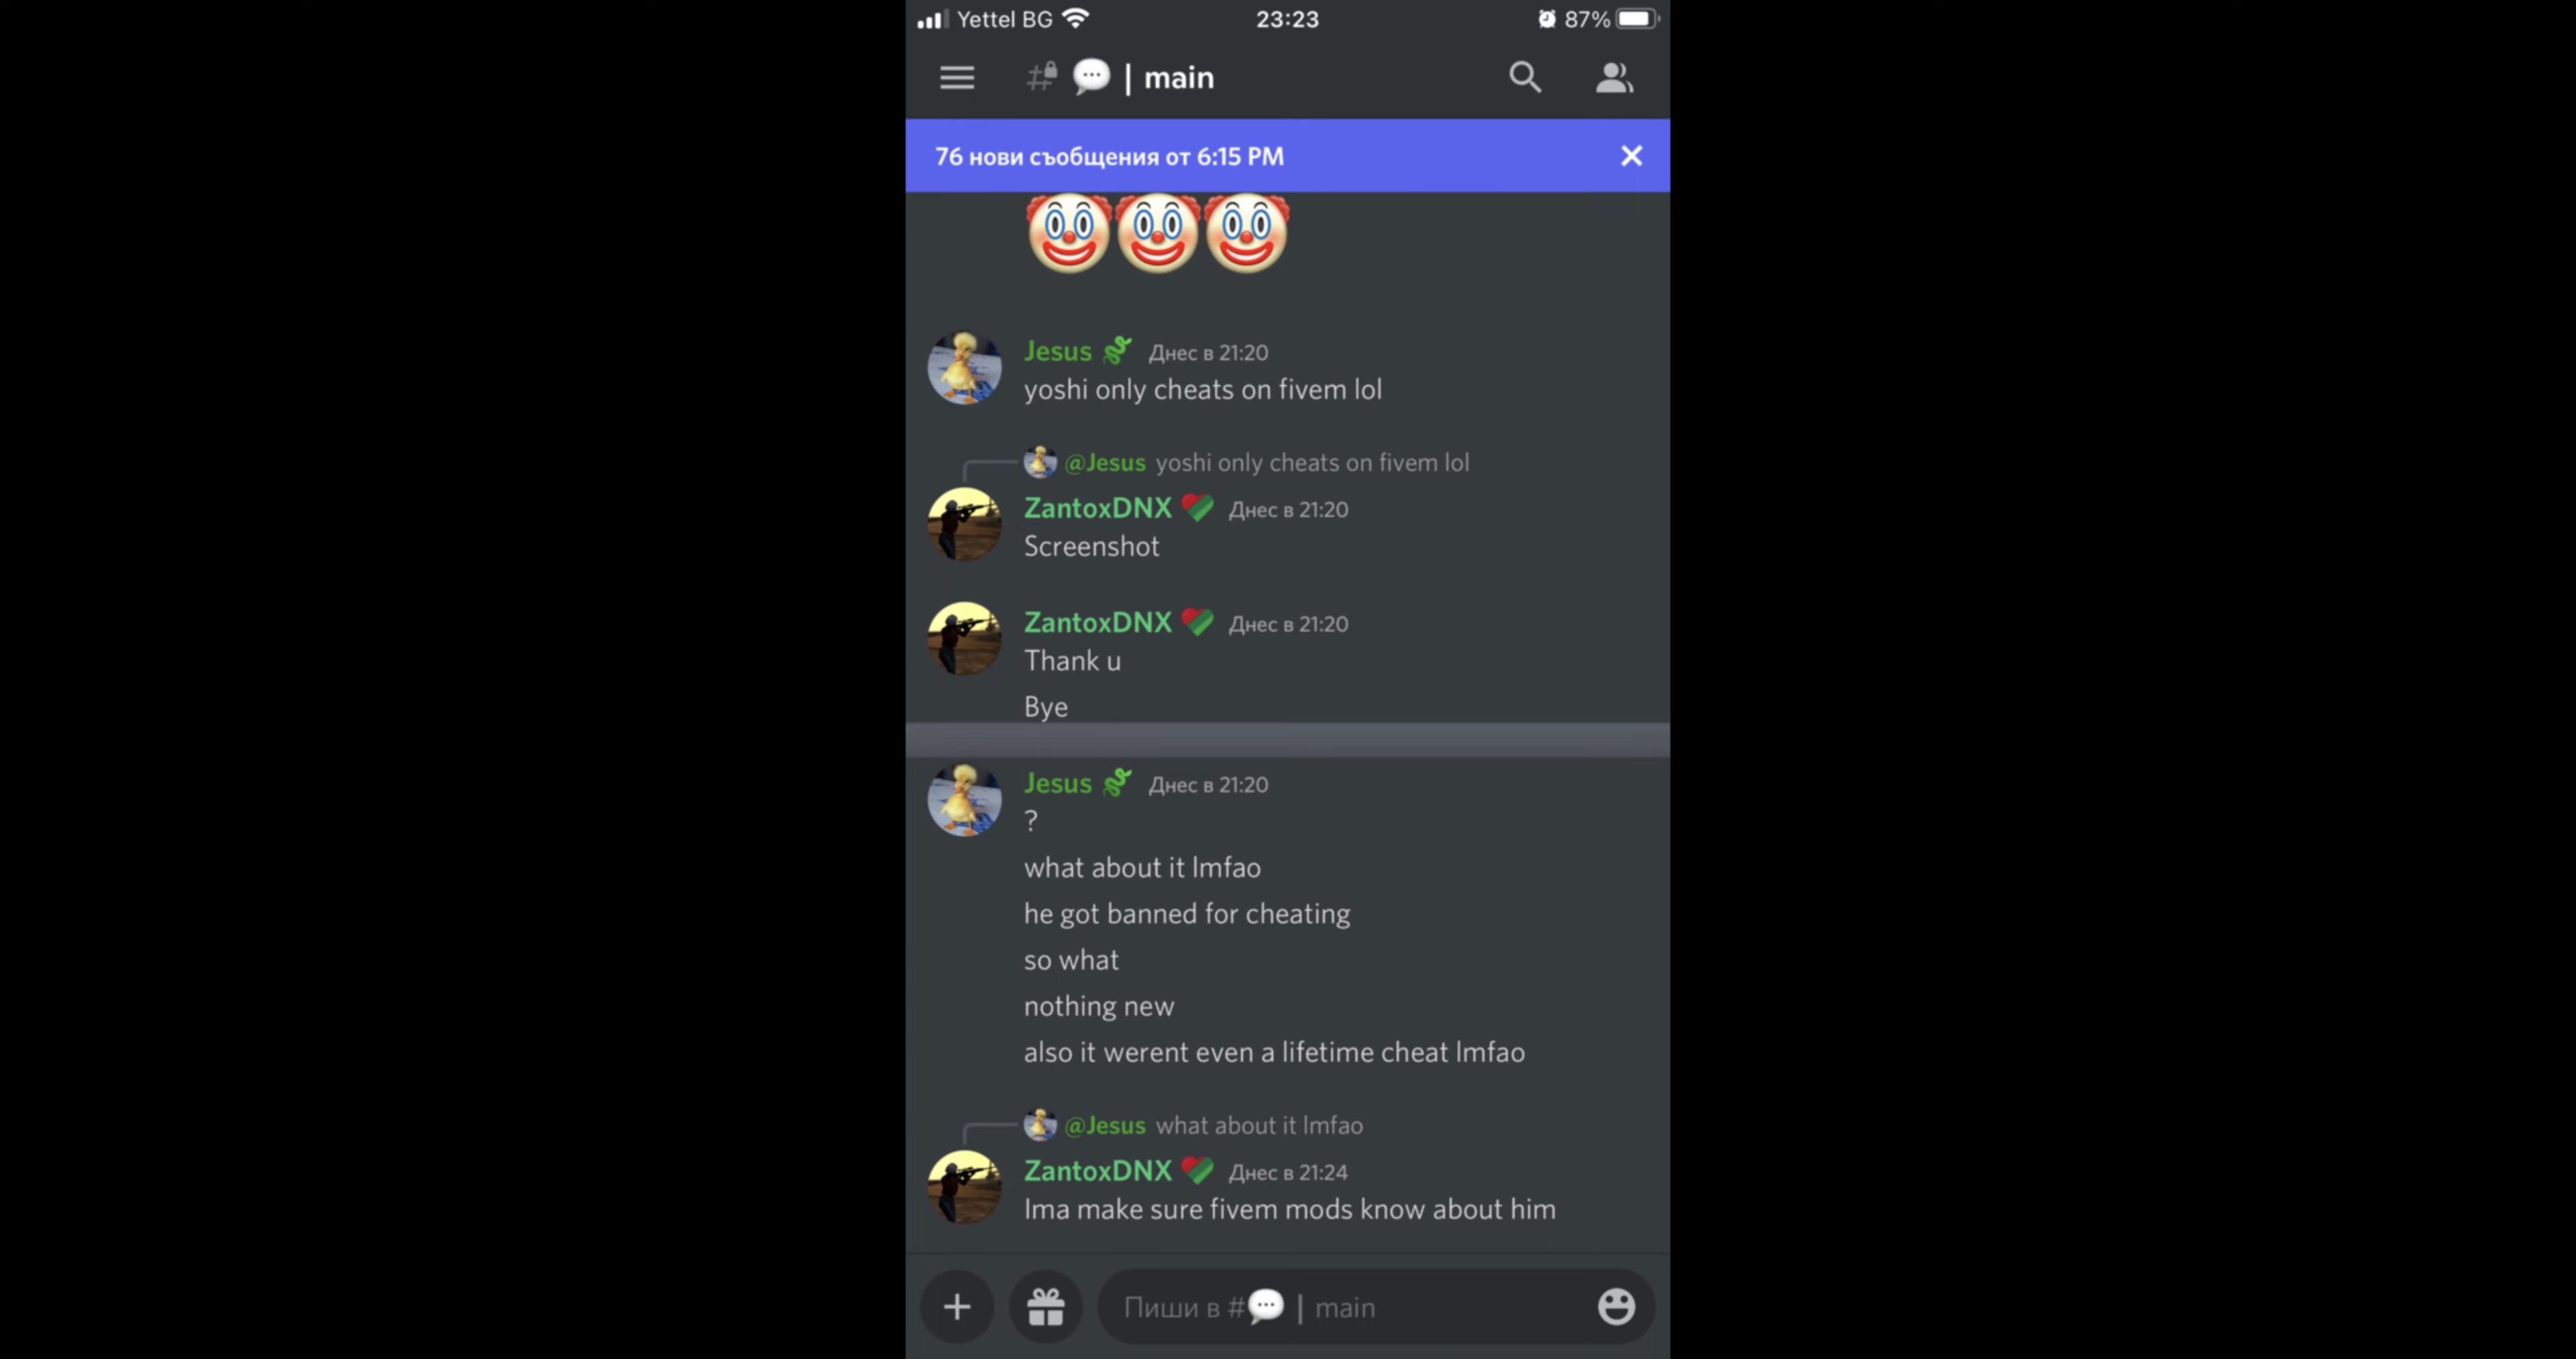 Yettel BG 23:23 87%
# 💬 | main
76 нови съобщения от 6:15 PM
🤡🤡🤡
Jesus Днес в 21:20
yoshi only cheats on fivem lol
@Jesus yoshi only cheats on fivem lol
ZantoxDNX Днес в 21:20
Screenshot
ZantoxDNX Днес в 21:20
Thank u
Bye
Jesus Днес в 21:20
?
what about it lmfao
he got banned for cheating
so what
nothing new
also it werent even a lifetime cheat lmfao
@Jesus what about it lmfao
ZantoxDNX Днес в 21:24
Ima make sure fivem mods know about him
Пиши в #💬 | main